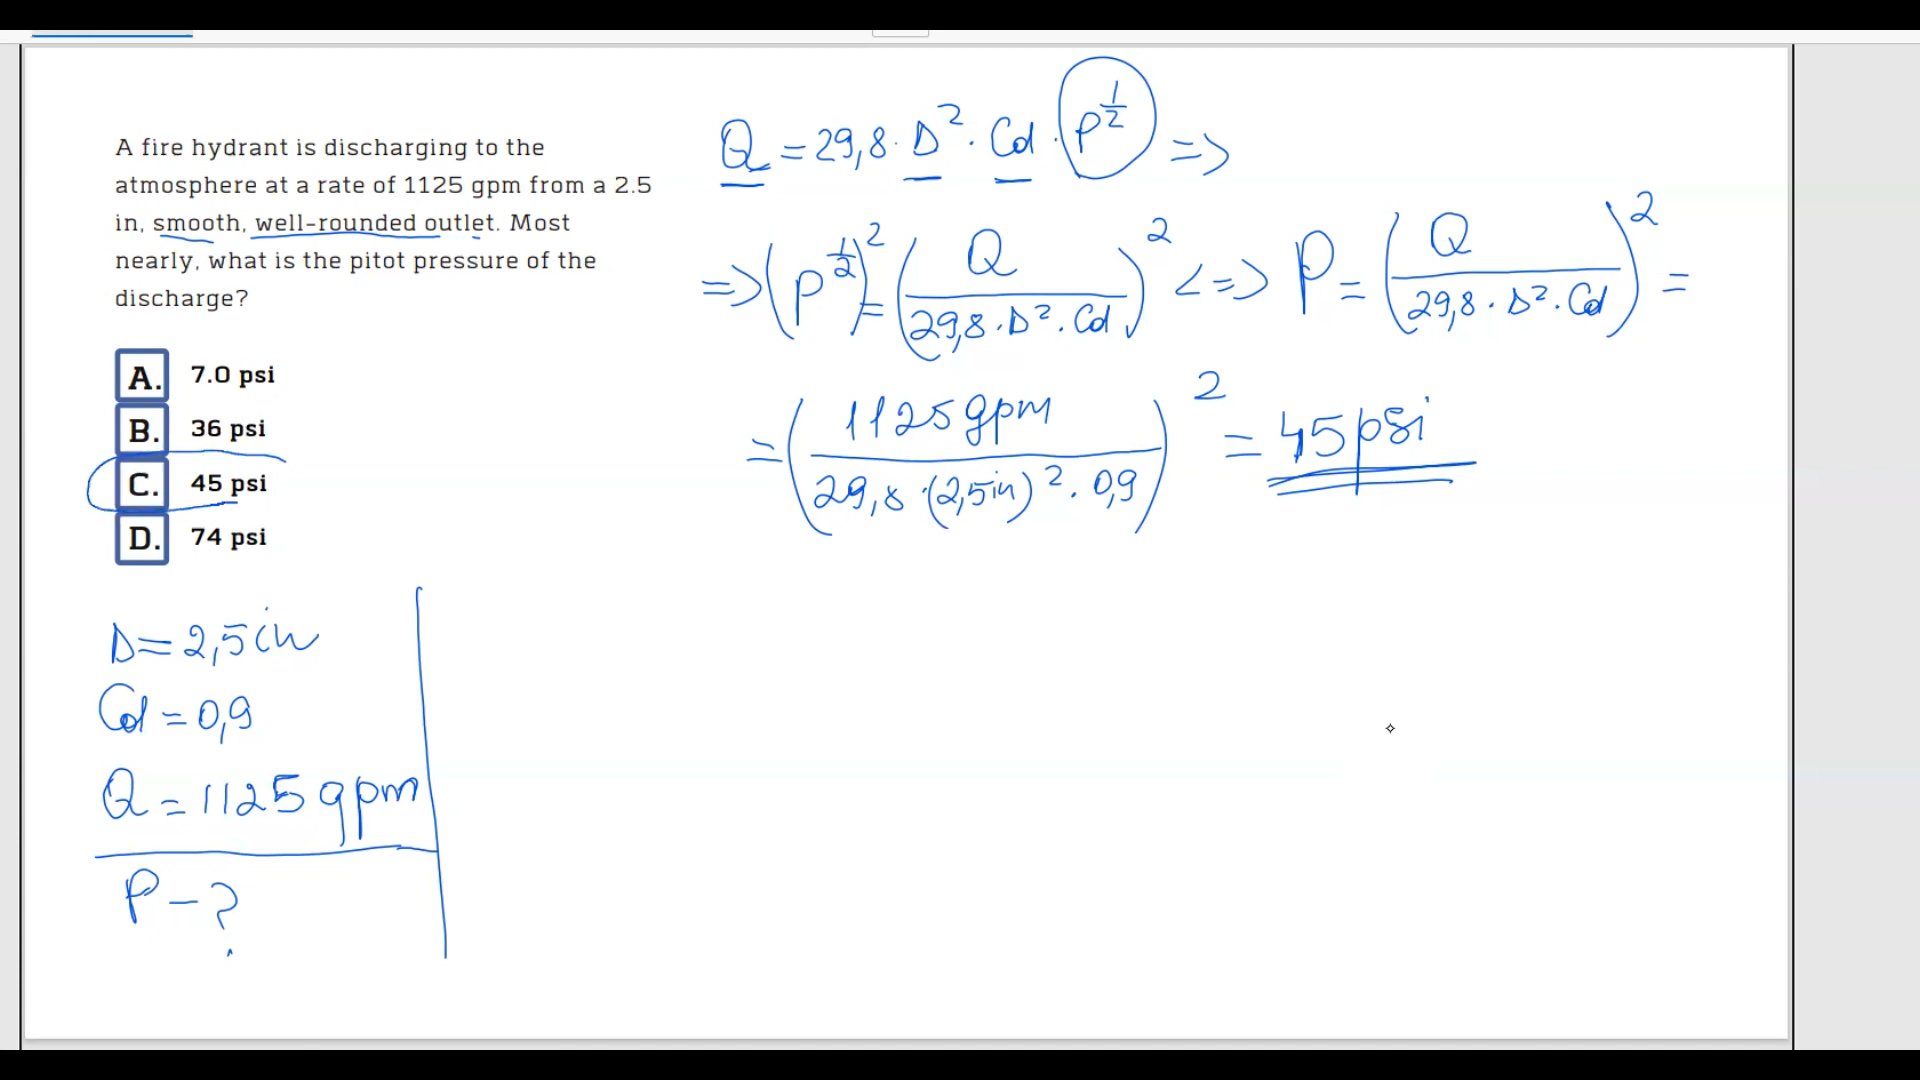 A fire hydrant is discharging to the
atmosphere at a rate of 1125 gpm from a 2.5
in, smooth, well-rounded outlet. Most
nearly, what is the pitot pressure of the
discharge?
A. 7.0 psi
B. 36 psi
C. 45 psi
D. 74 psi
D = 2,5 in
Cd = 0,9
Q = 1125 gpm
P - ?
Q = 29,8 · D² · Cd · P^(1/2) =>
=> (P^(1/2))² = (Q / (29,8 · D² · Cd))² <=> P = (Q / (29,8 · D² · Cd))² =
= (1125 gpm / (29,8 · (2,5 in)² · 0,9))² = 45 psi